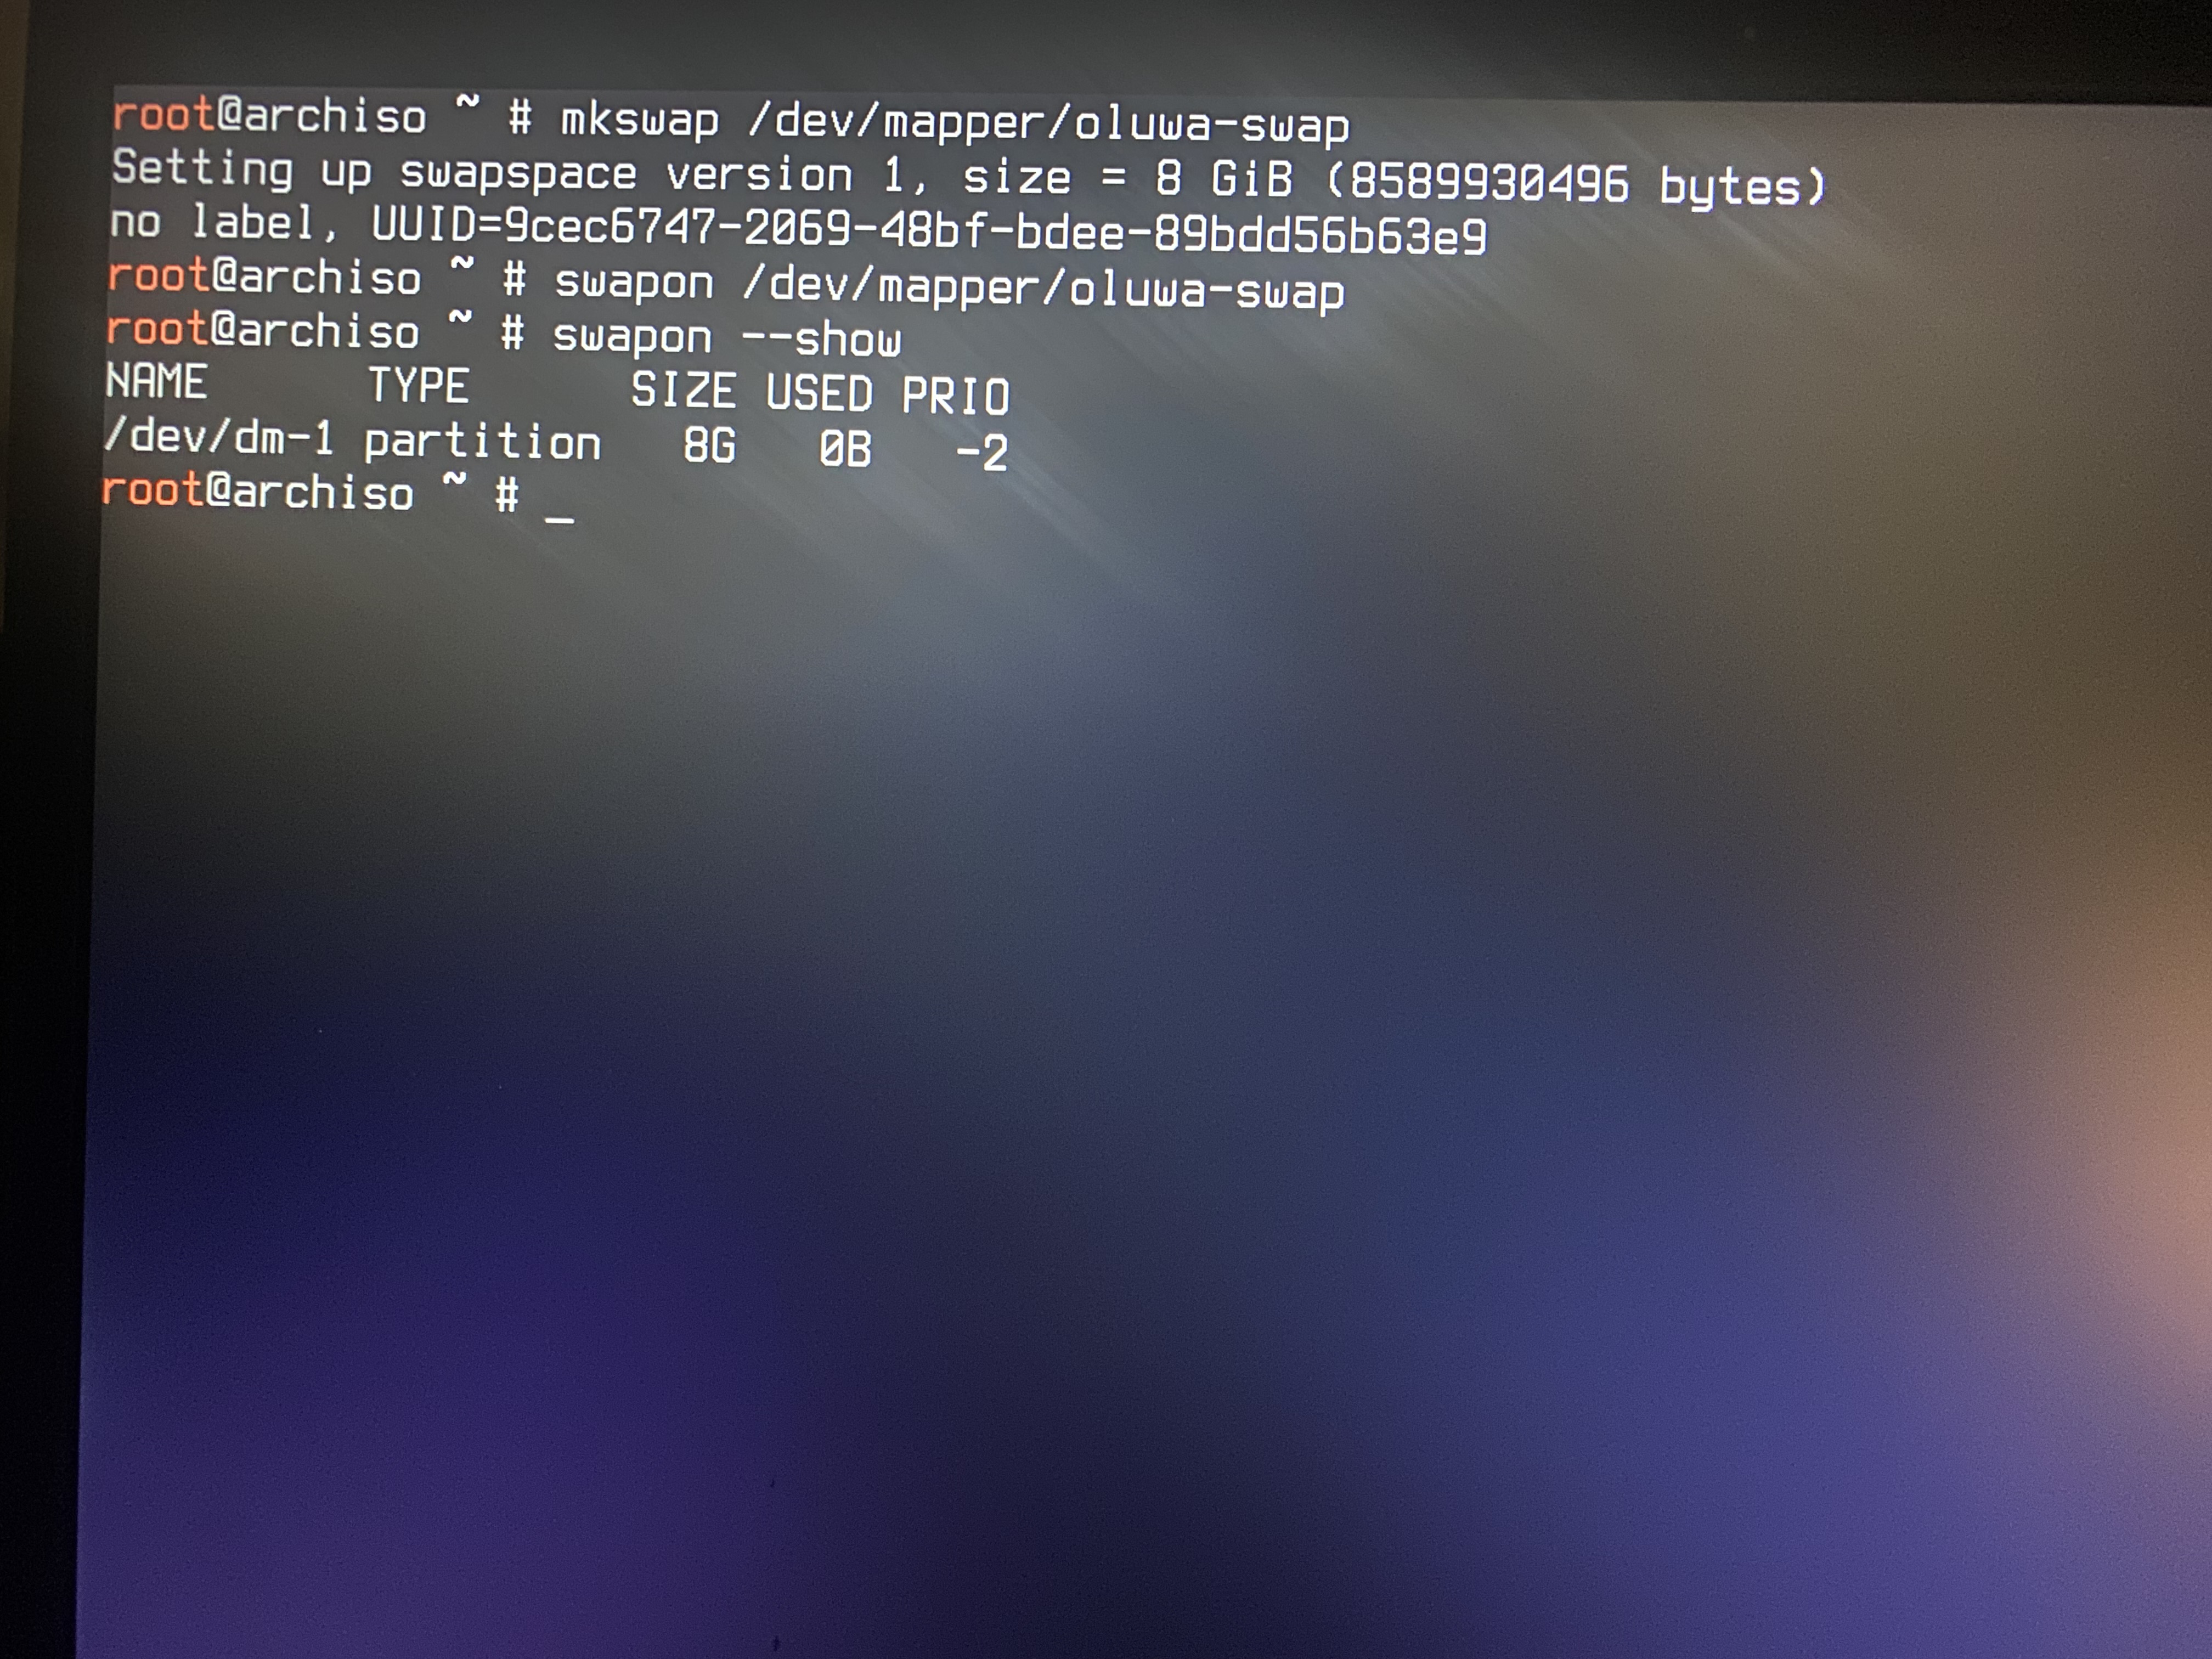 root@archiso ~ # mkswap /dev/mapper/oluwa-swap
Setting up swapspace version 1, size = 8 GiB (8589930496 bytes)
no label, UUID=9cec6747-2069-48bf-bdee-89bdd56b63e9
root@archiso ~ # swapon /dev/mapper/oluwa-swap
root@archiso ~ # swapon --show
NAME      TYPE      SIZE USED PRIO
/dev/dm-1 partition   8G   0B   -2
root@archiso ~ # _